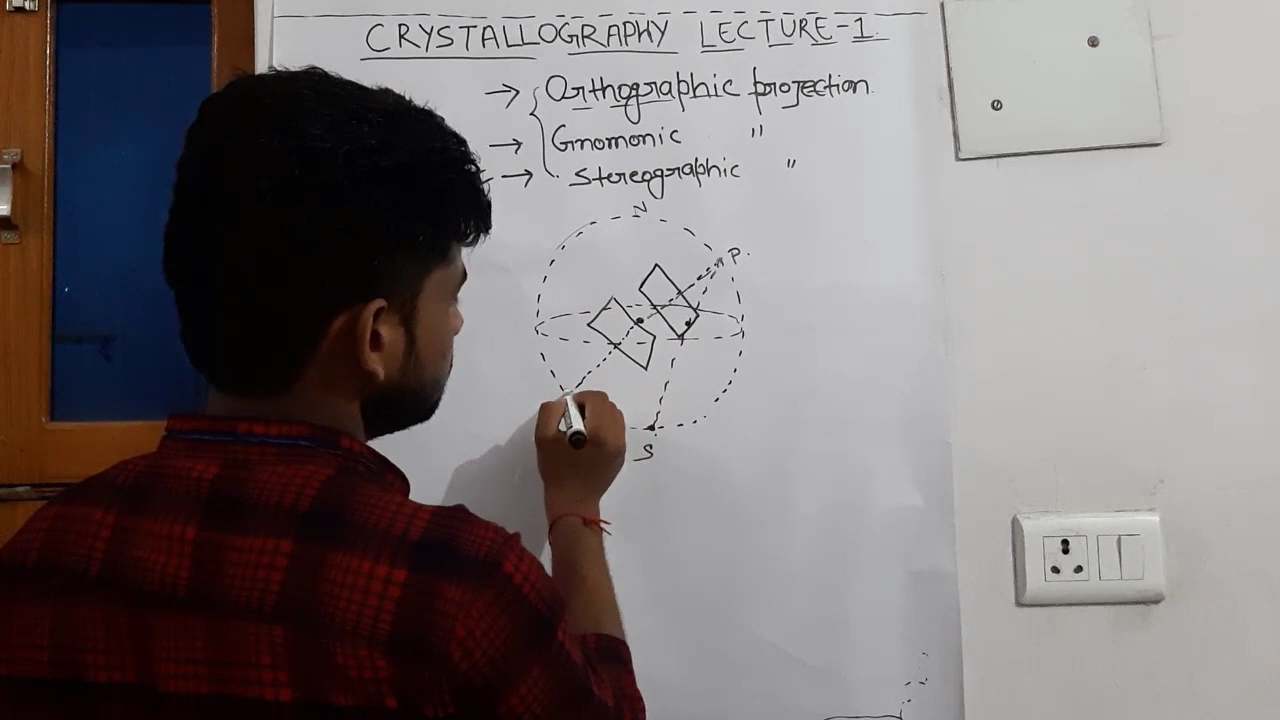 CRYSTALLOGRAPHY LECTURE-1.
→ Orthographic projection.
→ Gnomonic "
→ Stereographic "
N
P.
S